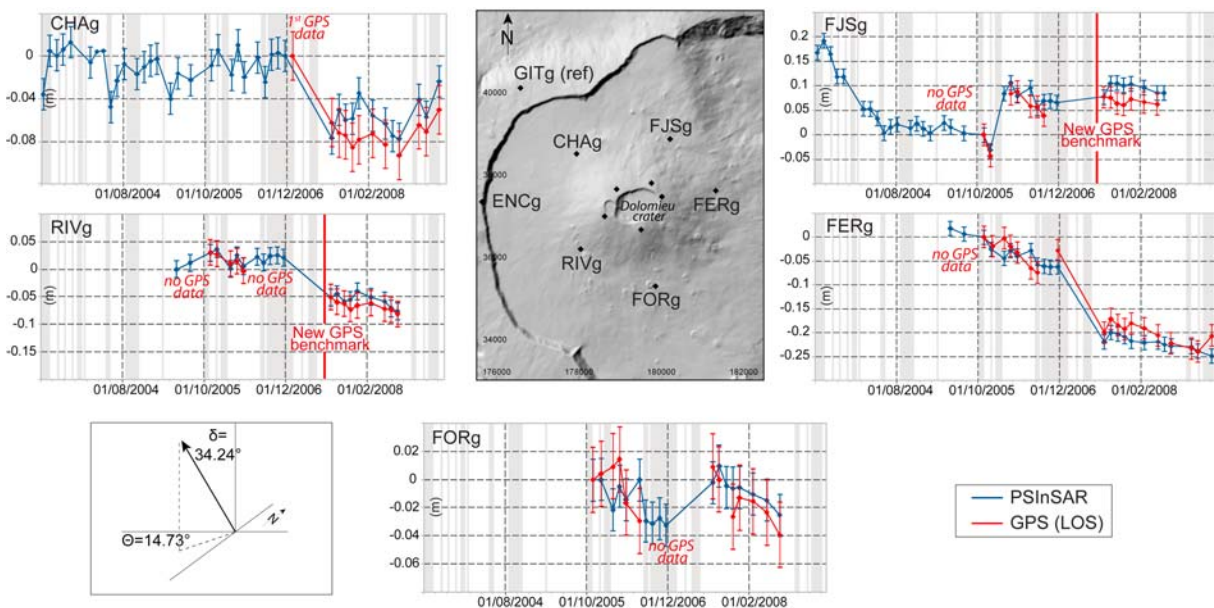 CHAg
1st GPS
data
0
-0.04
-0.08
(m)
01/08/2004
01/10/2005
01/12/2006
01/02/2008
RIVg
0.05
0
-0.05
-0.1
-0.15
(m)
no GPS
data
no GPS
data
New GPS
benchmark
01/08/2004
01/10/2005
01/12/2006
01/02/2008
N
GITg (ref)
40000
CHAg
FJSg
ENCg
Dolomieu
crater
FERg
RIVg
FORg
34000
176000
178000
180000
182000
FJSg
0.2
0.15
0.1
0.05
0
-0.05
(m)
no GPS
data
New GPS
benchmark
01/08/2004
01/10/2005
01/12/2006
01/02/2008
FERg
0
-0.05
-0.1
-0.15
-0.2
-0.25
(m)
no GPS
data
01/08/2004
01/10/2005
01/12/2006
01/02/2008
δ=
34.24°
Θ=14.73°
N
FORg
0.02
0
-0.02
-0.04
-0.06
(m)
no GPS
data
01/08/2004
01/10/2005
01/12/2006
01/02/2008
PSInSAR
GPS (LOS)